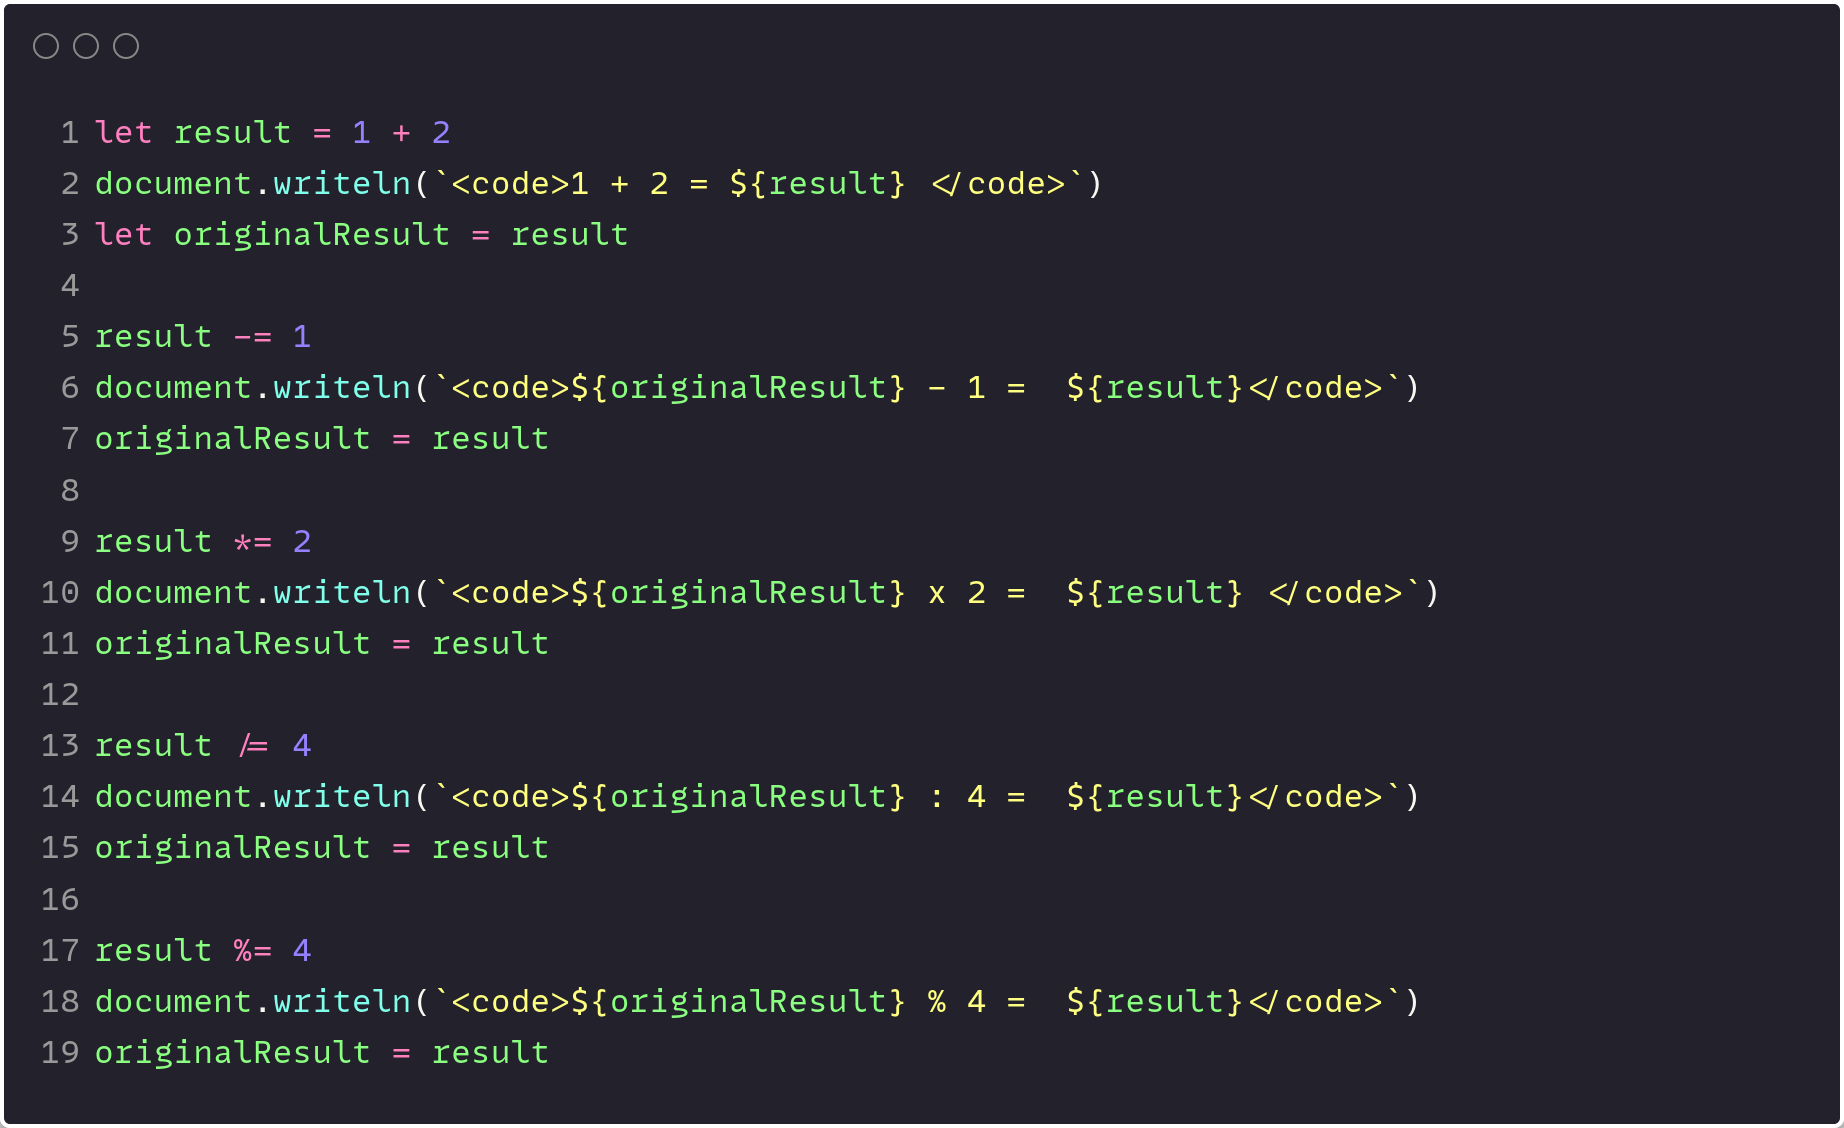 1 let result = 1 + 2
2 document.writeln(`<code>1 + 2 = ${result} </code>`)
3 let originalResult = result
4
5 result -= 1
6 document.writeln(`<code>${originalResult} - 1 =  ${result}</code>`)
7 originalResult = result
8
9 result *= 2
10 document.writeln(`<code>${originalResult} x 2 =  ${result} </code>`)
11 originalResult = result
12
13 result /= 4
14 document.writeln(`<code>${originalResult} : 4 =  ${result}</code>`)
15 originalResult = result
16
17 result %= 4
18 document.writeln(`<code>${originalResult} % 4 =  ${result}</code>`)
19 originalResult = result